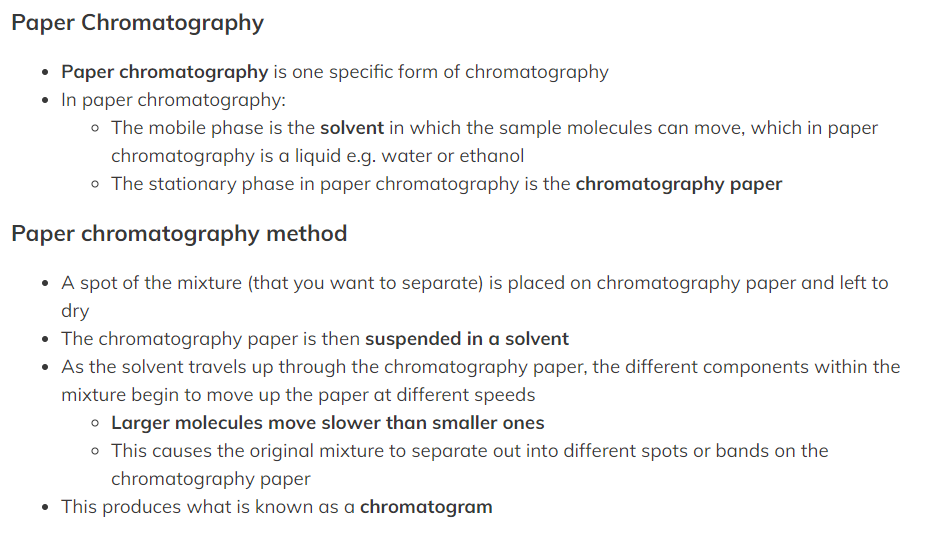 Paper Chromatography
• Paper chromatography is one specific form of chromatography
• In paper chromatography:
◦ The mobile phase is the solvent in which the sample molecules can move, which in paper
chromatography is a liquid e.g. water or ethanol
◦ The stationary phase in paper chromatography is the chromatography paper
Paper chromatography method
• A spot of the mixture (that you want to separate) is placed on chromatography paper and left to
dry
• The chromatography paper is then suspended in a solvent
• As the solvent travels up through the chromatography paper, the different components within the
mixture begin to move up the paper at different speeds
◦ Larger molecules move slower than smaller ones
◦ This causes the original mixture to separate out into different spots or bands on the
chromatography paper
• This produces what is known as a chromatogram